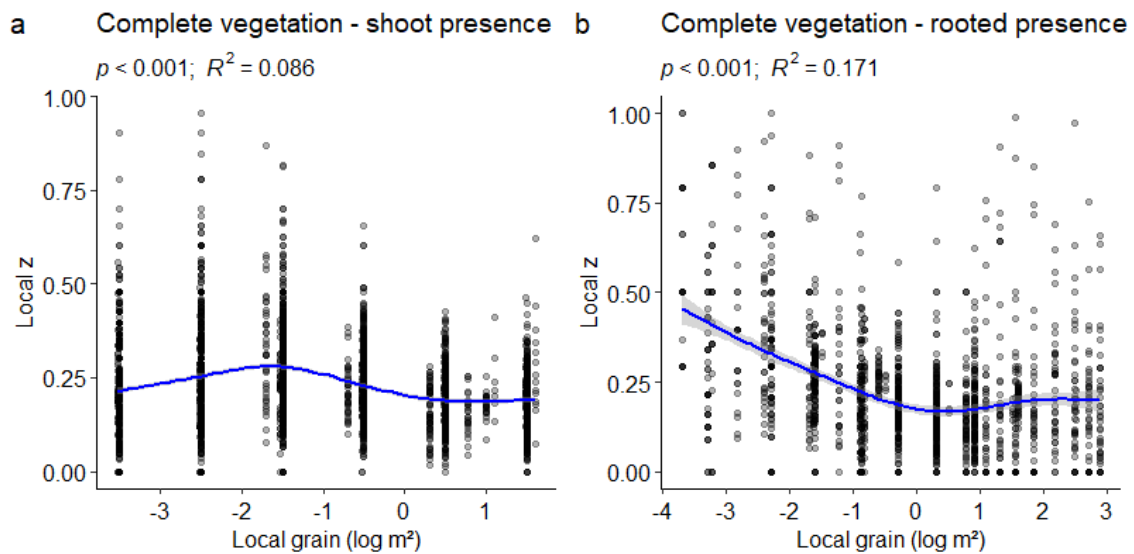 a Complete vegetation - shoot presence
p < 0.001; R² = 0.086
1.00
0.75
0.50
0.25
0.00
Local z
-3 -2 -1 0 1
Local grain (log m²)
b Complete vegetation - rooted presence
p < 0.001; R² = 0.171
1.00
0.75
0.50
0.25
0.00
Local z
-4 -3 -2 -1 0 1 2 3
Local grain (log m²)